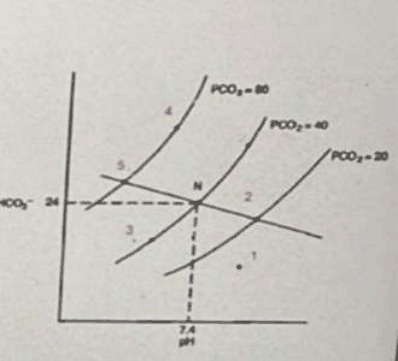 PCO₂ = 80
4
PCO₂ = 40
5
PCO₂ = 20
N
HCO₃⁻ 24
2
3
1
7.4
pH